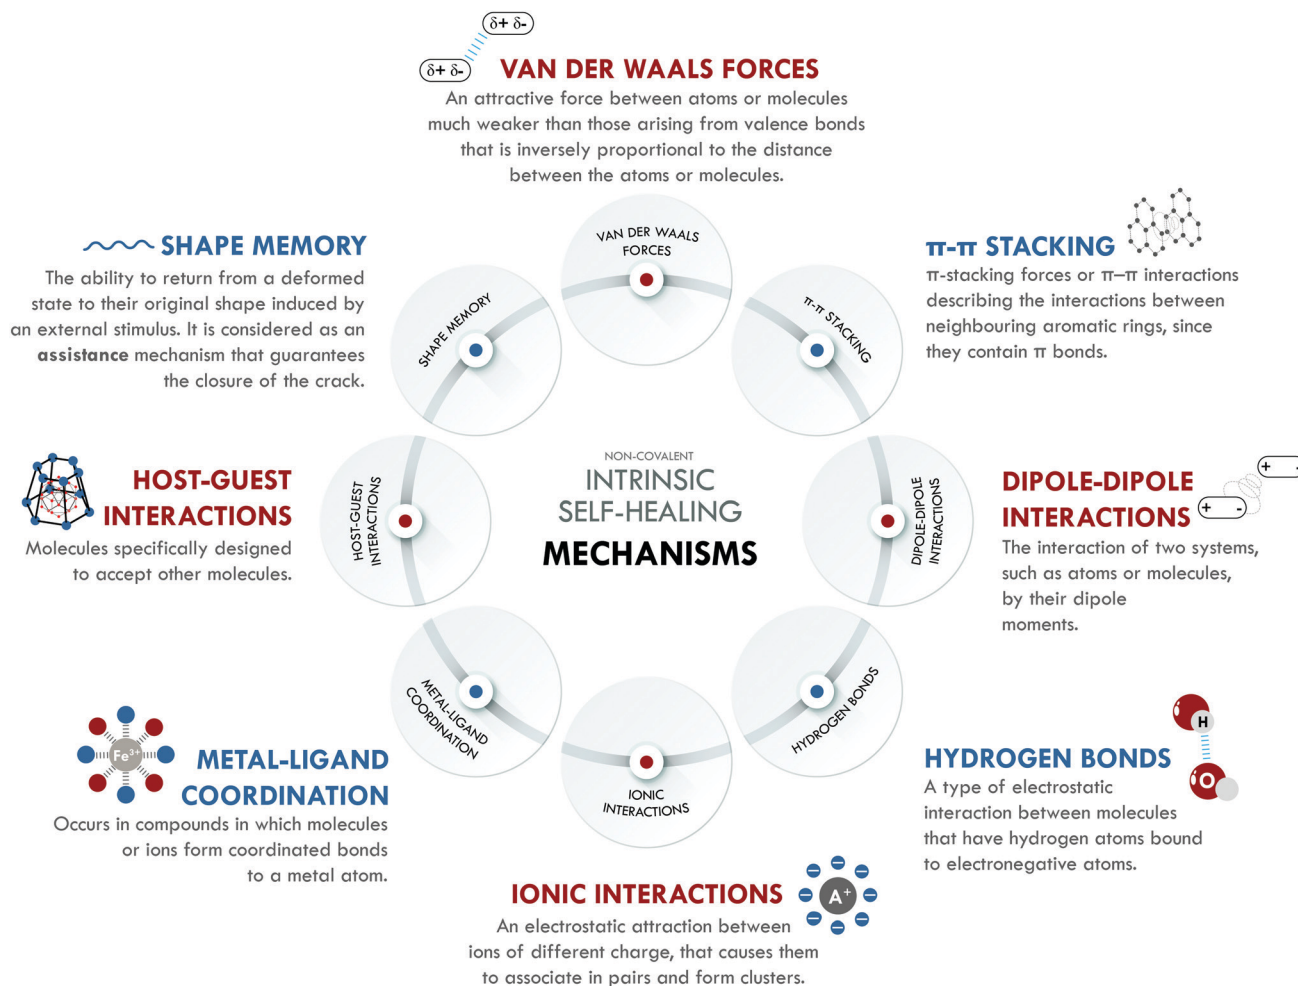 δ+ δ-
δ+ δ-
VAN DER WAALS FORCES
An attractive force between atoms or molecules
much weaker than those arising from valence bonds
that is inversely proportional to the distance
between the atoms or molecules.
SHAPE MEMORY
The ability to return from a deformed
state to their original shape induced by
an external stimulus. It is considered as an
assistance mechanism that guarantees
the closure of the crack.
π-π STACKING
π-stacking forces or π–π interactions
describing the interactions between
neighbouring aromatic rings, since
they contain π bonds.
VAN DER WAALS
FORCES
SHAPE MEMORY
π-π STACKING
HOST-GUEST
INTERACTIONS
Molecules specifically designed
to accept other molecules.
HOST-GUEST
INTERACTIONS
NON-COVALENT
INTRINSIC
SELF-HEALING
MECHANISMS
DIPOLE-DIPOLE
INTERACTIONS
DIPOLE-DIPOLE
INTERACTIONS
+ -
+ -
The interaction of two systems,
such as atoms or molecules,
by their dipole
moments.
METAL-LIGAND
COORDINATION
IONIC
INTERACTIONS
HYDROGEN BONDS
Fe³⁺
METAL-LIGAND
COORDINATION
Occurs in compounds in which molecules
or ions form coordinated bonds
to a metal atom.
H
O
HYDROGEN BONDS
A type of electrostatic
interaction between molecules
that have hydrogen atoms bound
to electronegative atoms.
IONIC INTERACTIONS
A⁺
− − − − − − − −
An electrostatic attraction between
ions of different charge, that causes them
to associate in pairs and form clusters.